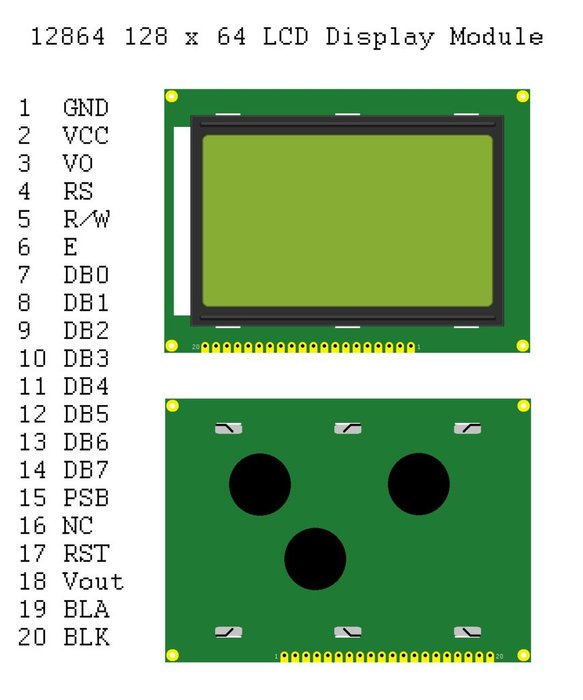 12864 128 x 64 LCD Display Module
1 GND
2 VCC
3 VO
4 RS
5 R/W
6 E
7 DB0
8 DB1
9 DB2
10 DB3
11 DB4
12 DB5
13 DB6
14 DB7
15 PSB
16 NC
17 RST
18 Vout
19 BLA
20 BLK
20 1
1 20